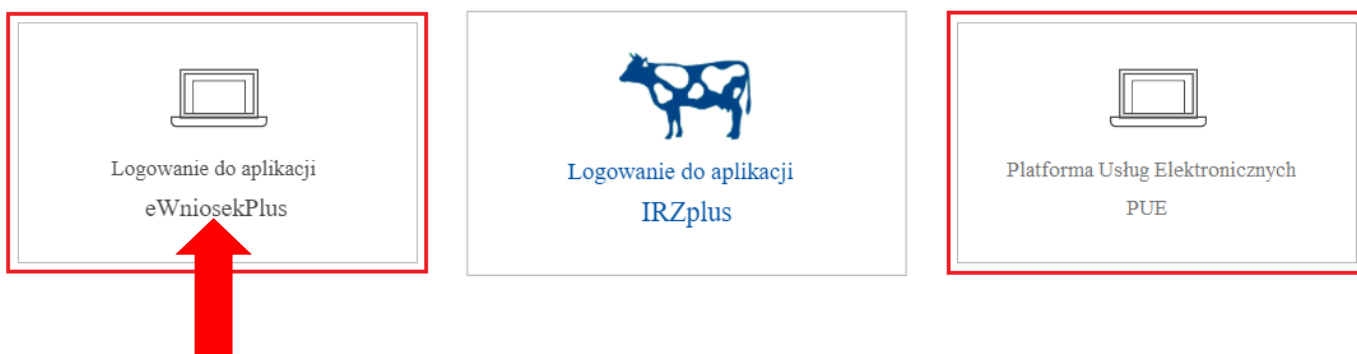 Logowanie do aplikacji
eWniosekPlus
Logowanie do aplikacji
IRZplus
Platforma Usług Elektronicznych
PUE